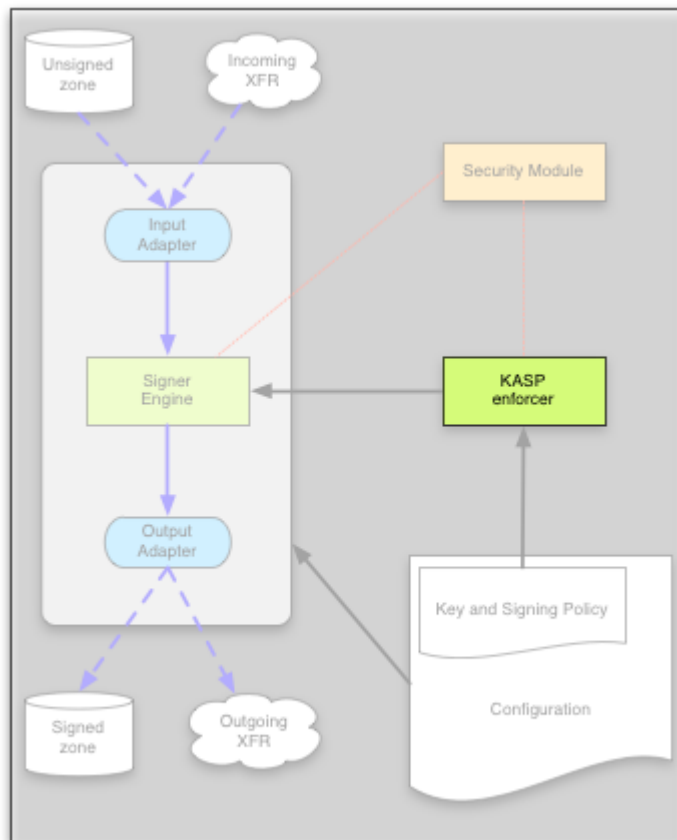 Unsigned
zone
Incoming
XFR
Security Module
Input
Adapter
Signer
Engine
KASP
enforcer
Output
Adapter
Key and Signing Policy
Configuration
Signed
zone
Outgoing
XFR